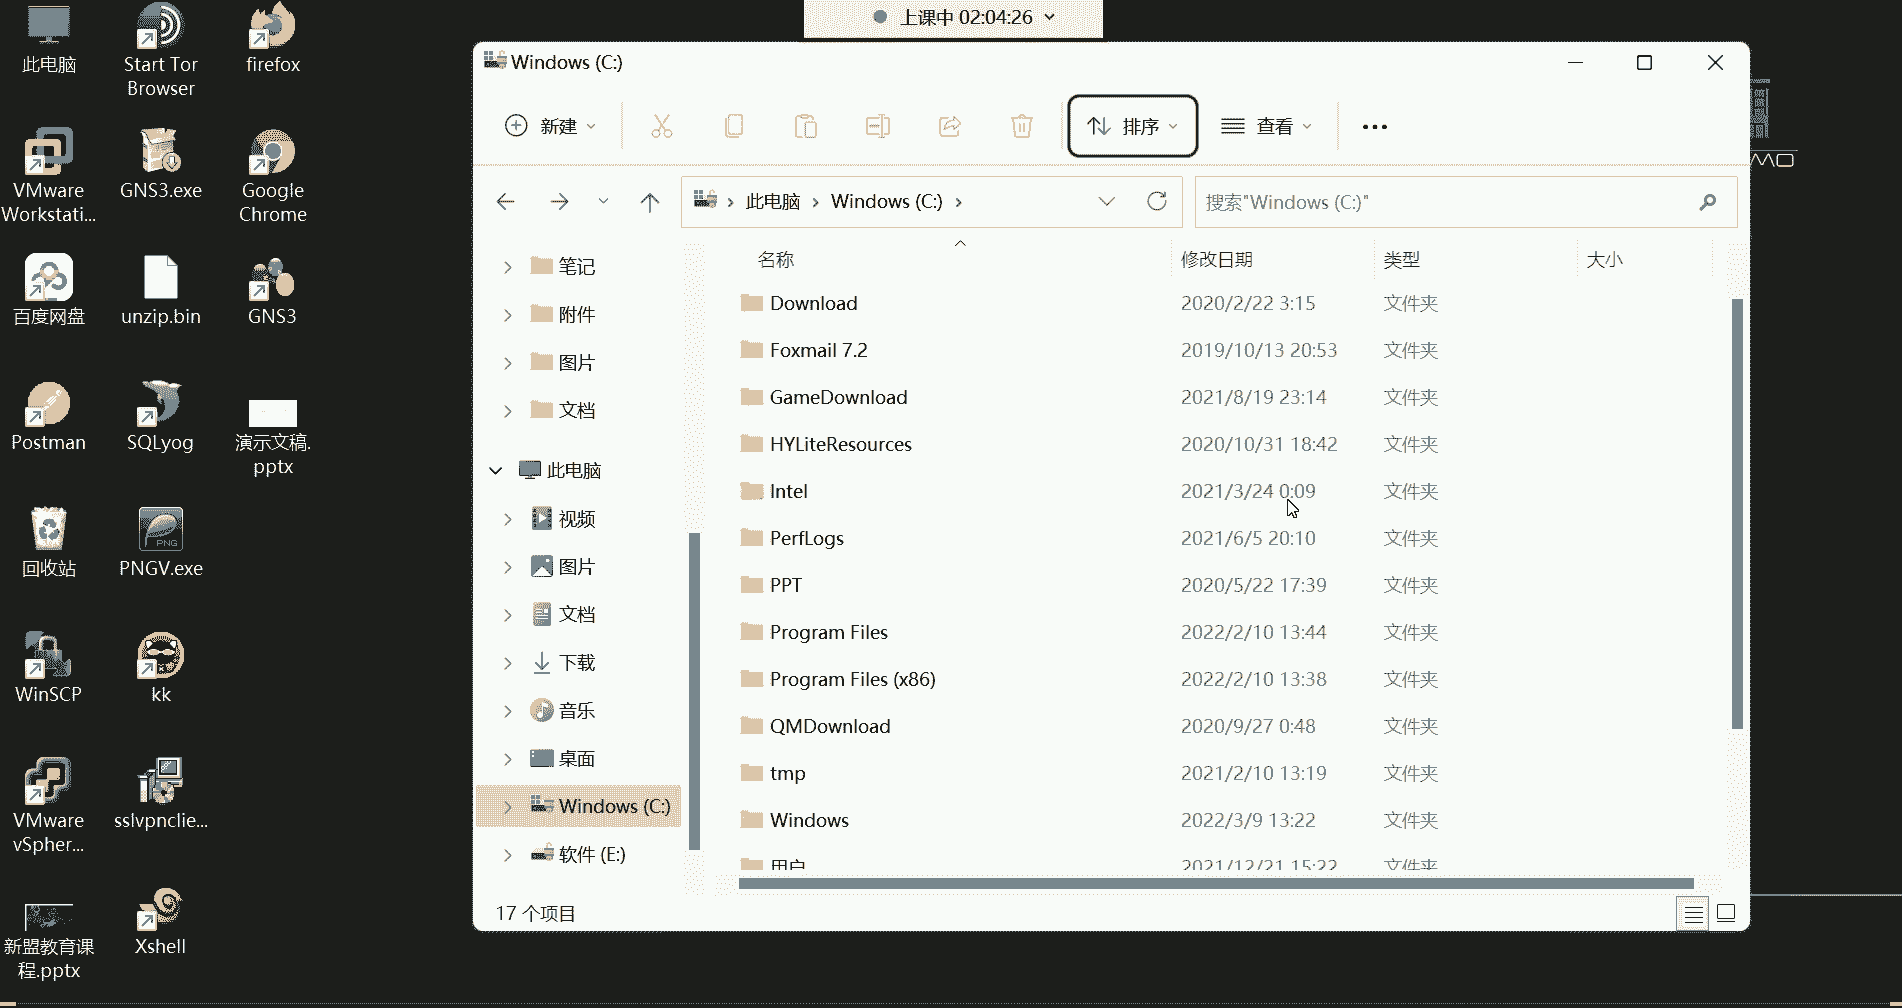 上课中 02:04:26
此电脑
Start Tor
Browser
firefox
VMware
Workstati...
GNS3.exe
Google
Chrome
百度网盘
unzip.bin
GNS3
Postman
SQLyog
演示文稿.
pptx
回收站
PNGV.exe
PNG
WinSCP
kk
VMware
vSpher...
sslvpnclie...
新盟教育课
程.pptx
Xshell
Windows (C:)
新建
排序
查看
此电脑 Windows (C:)
搜索"Windows (C:)"
笔记
附件
图片
文档
此电脑
视频
图片
文档
下载
音乐
桌面
Windows (C:)
软件 (E:)
名称 修改日期 类型 大小
Download 2020/2/22 3:15 文件夹
Foxmail 7.2 2019/10/13 20:53 文件夹
GameDownload 2021/8/19 23:14 文件夹
HYLiteResources 2020/10/31 18:42 文件夹
Intel 2021/3/24 0:09 文件夹
PerfLogs 2021/6/5 20:10 文件夹
PPT 2020/5/22 17:39 文件夹
Program Files 2022/2/10 13:44 文件夹
Program Files (x86) 2022/2/10 13:38 文件夹
QMDownload 2020/9/27 0:48 文件夹
tmp 2021/2/10 13:19 文件夹
Windows 2022/3/9 13:22 文件夹
用户 2021/12/21 15:22 文件夹
17 个项目